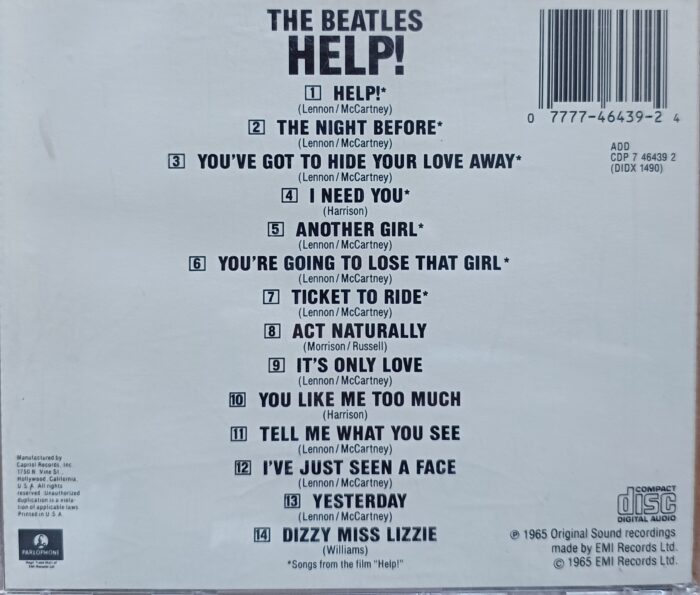 THE BEATLES
HELP!
1 HELP!*
(Lennon/McCartney)
2 THE NIGHT BEFORE*
(Lennon/McCartney)
3 YOU'VE GOT TO HIDE YOUR LOVE AWAY*
(Lennon/McCartney)
4 I NEED YOU*
(Harrison)
5 ANOTHER GIRL*
(Lennon/McCartney)
6 YOU'RE GOING TO LOSE THAT GIRL*
(Lennon/McCartney)
7 TICKET TO RIDE*
(Lennon/McCartney)
8 ACT NATURALLY
(Morrison/Russell)
9 IT'S ONLY LOVE
(Lennon/McCartney)
10 YOU LIKE ME TOO MUCH
(Harrison)
11 TELL ME WHAT YOU SEE
(Lennon/McCartney)
12 I'VE JUST SEEN A FACE
(Lennon/McCartney)
13 YESTERDAY
(Lennon/McCartney)
14 DIZZY MISS LIZZIE
(Williams)
*Songs from the film "Help!"
0 7777-46439-2 4
ADD
CDP 7 46439 2
(DIDX 1490)
Manufactured by
Capitol Records, Inc.
1750 N. Vine St.,
Hollywood, California,
U.S.A. All rights
reserved. Unauthorized
duplication is a viola-
tion of applicable laws.
Printed in U.S.A.
PARLOPHONE
COMPACT
disc
DIGITAL AUDIO
℗ 1965 Original Sound recordings
made by EMI Records Ltd.
© 1965 EMI Records Ltd.